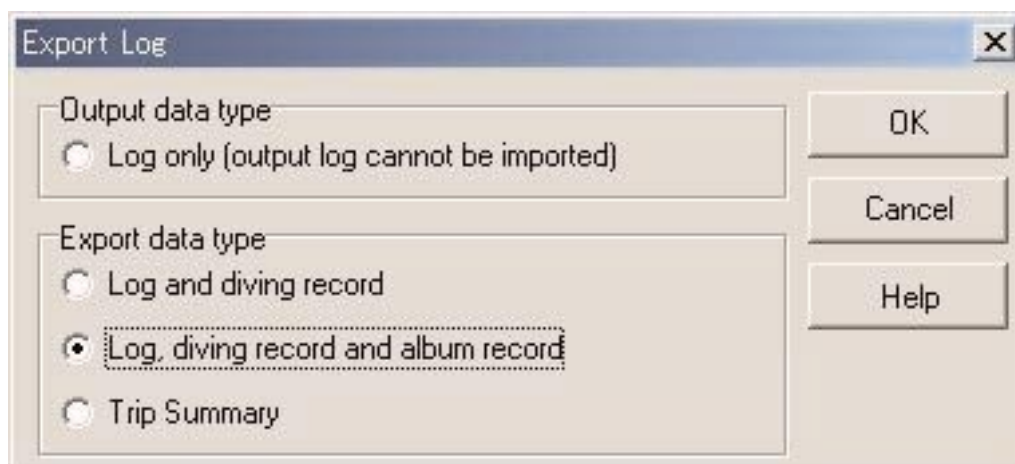 Export Log
Output data type
Log only (output log cannot be imported)
Export data type
Log and diving record
Log, diving record and album record
Trip Summary
OK
Cancel
Help